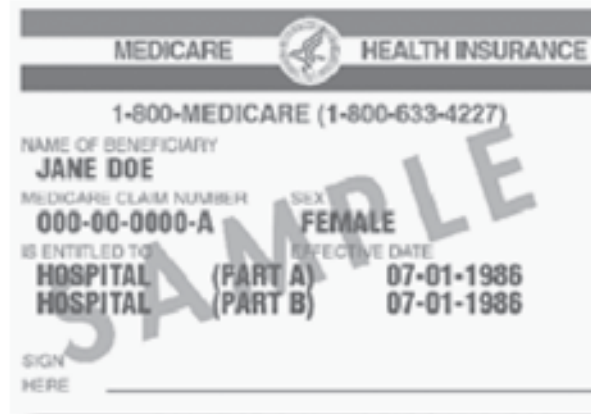 MEDICARE HEALTH INSURANCE
1-800-MEDICARE (1-800-633-4227)
NAME OF BENEFICIARY
JANE DOE
MEDICARE CLAIM NUMBER SEX
000-00-0000-A FEMALE
IS ENTITLED TO EFFECTIVE DATE
HOSPITAL (PART A) 07-01-1986
HOSPITAL (PART B) 07-01-1986
SIGN
HERE
SAMPLE